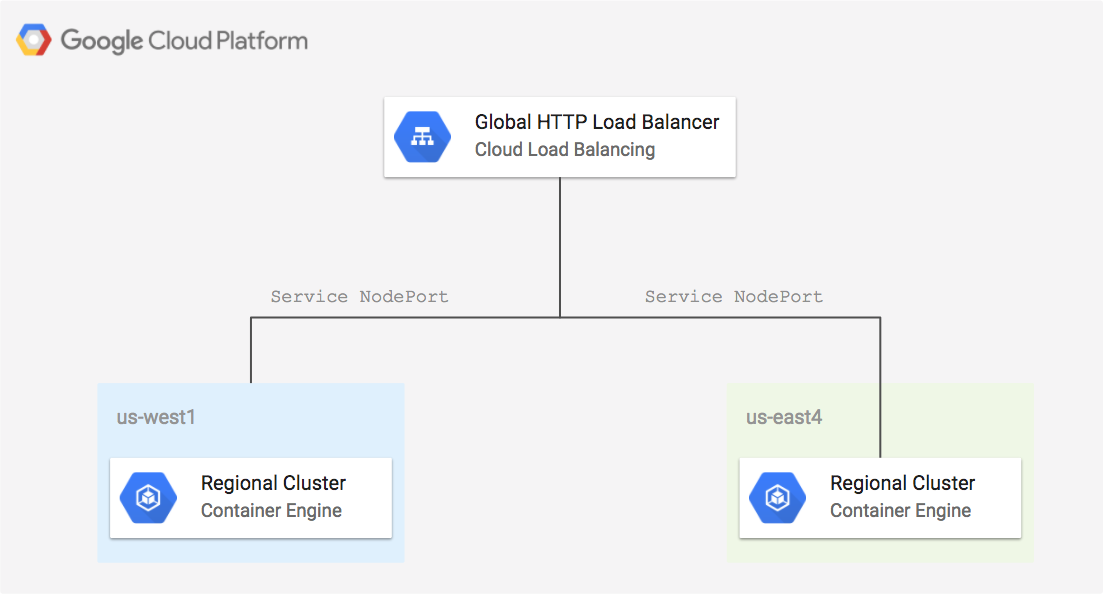 Google Cloud Platform
Global HTTP Load Balancer
Cloud Load Balancing
Service NodePort
Service NodePort
us-west1
Regional Cluster
Container Engine
us-east4
Regional Cluster
Container Engine